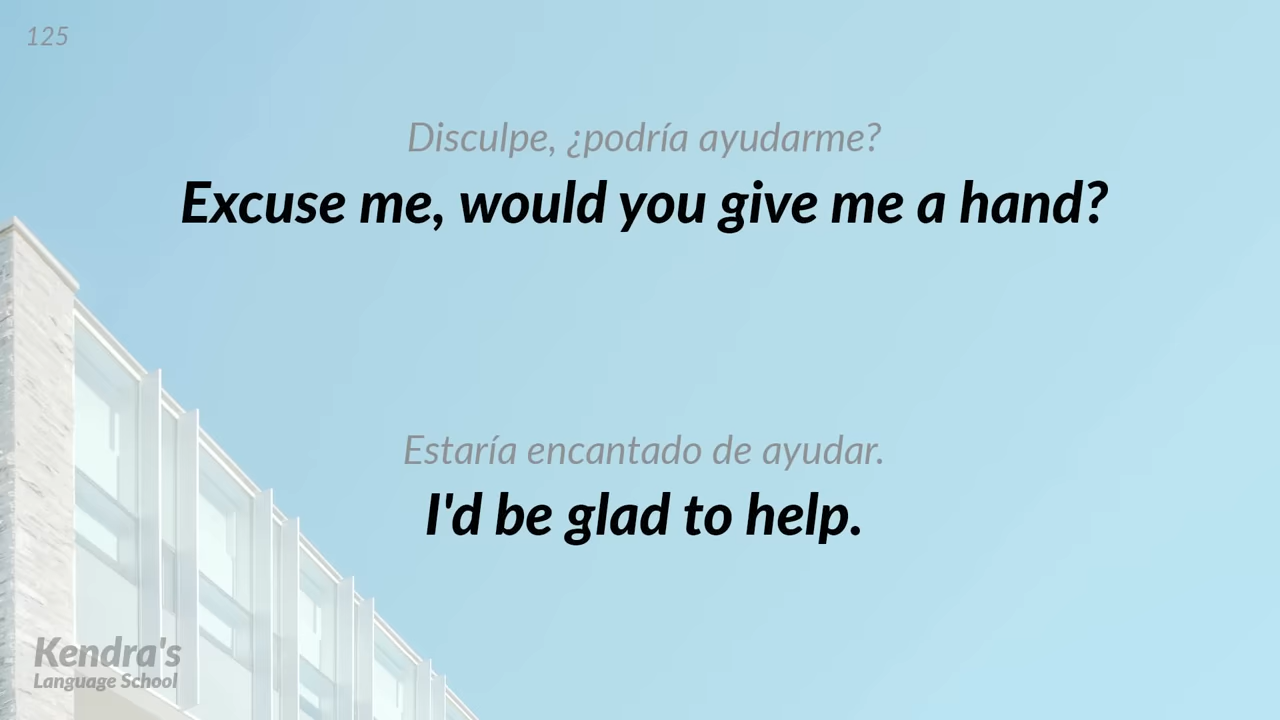 125
Disculpe, ¿podría ayudarme?
Excuse me, would you give me a hand?
Estaría encantado de ayudar.
I'd be glad to help.
Kendra's
Language School